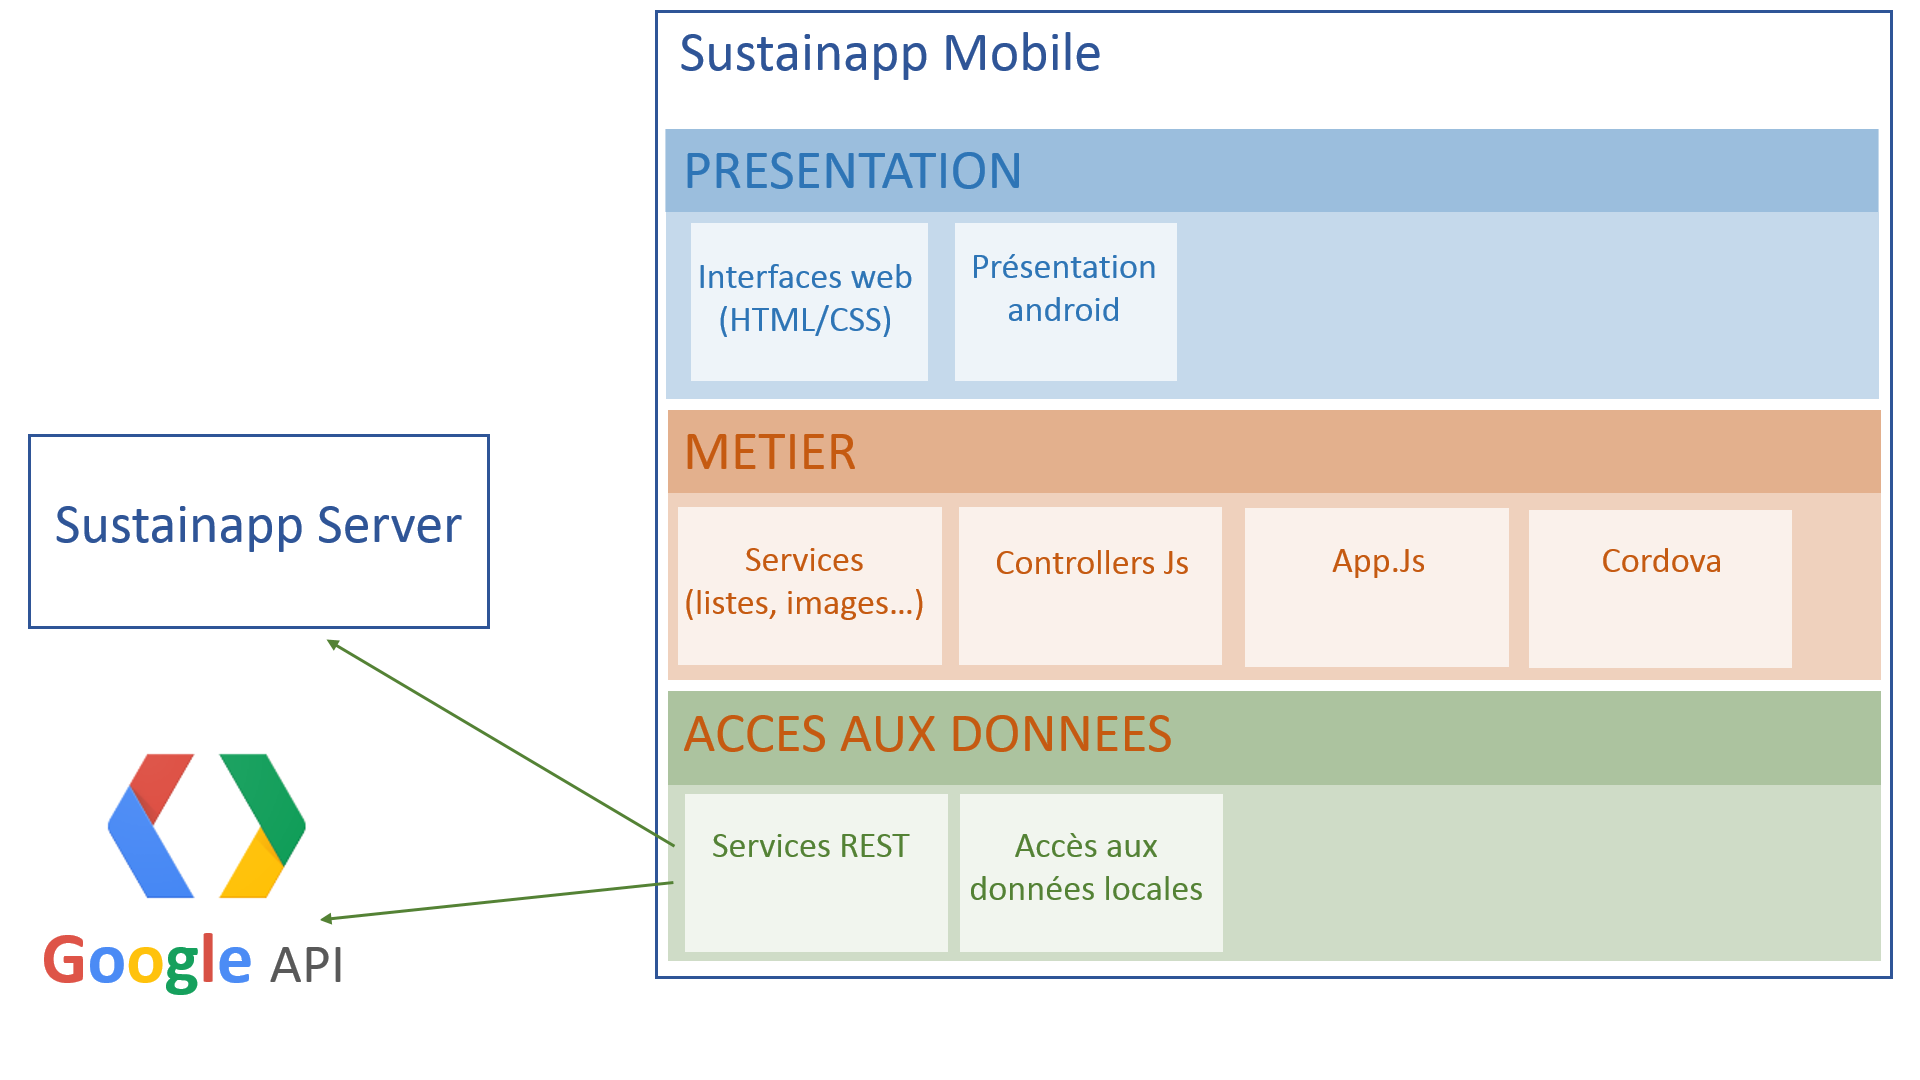 Sustainapp Mobile
PRESENTATION
Interfaces web
(HTML/CSS)
Présentation
android
METIER
Services
(listes, images...)
Controllers Js
App.Js
Cordova
ACCES AUX DONNEES
Services REST
Accès aux
données locales
Sustainapp Server
Google API